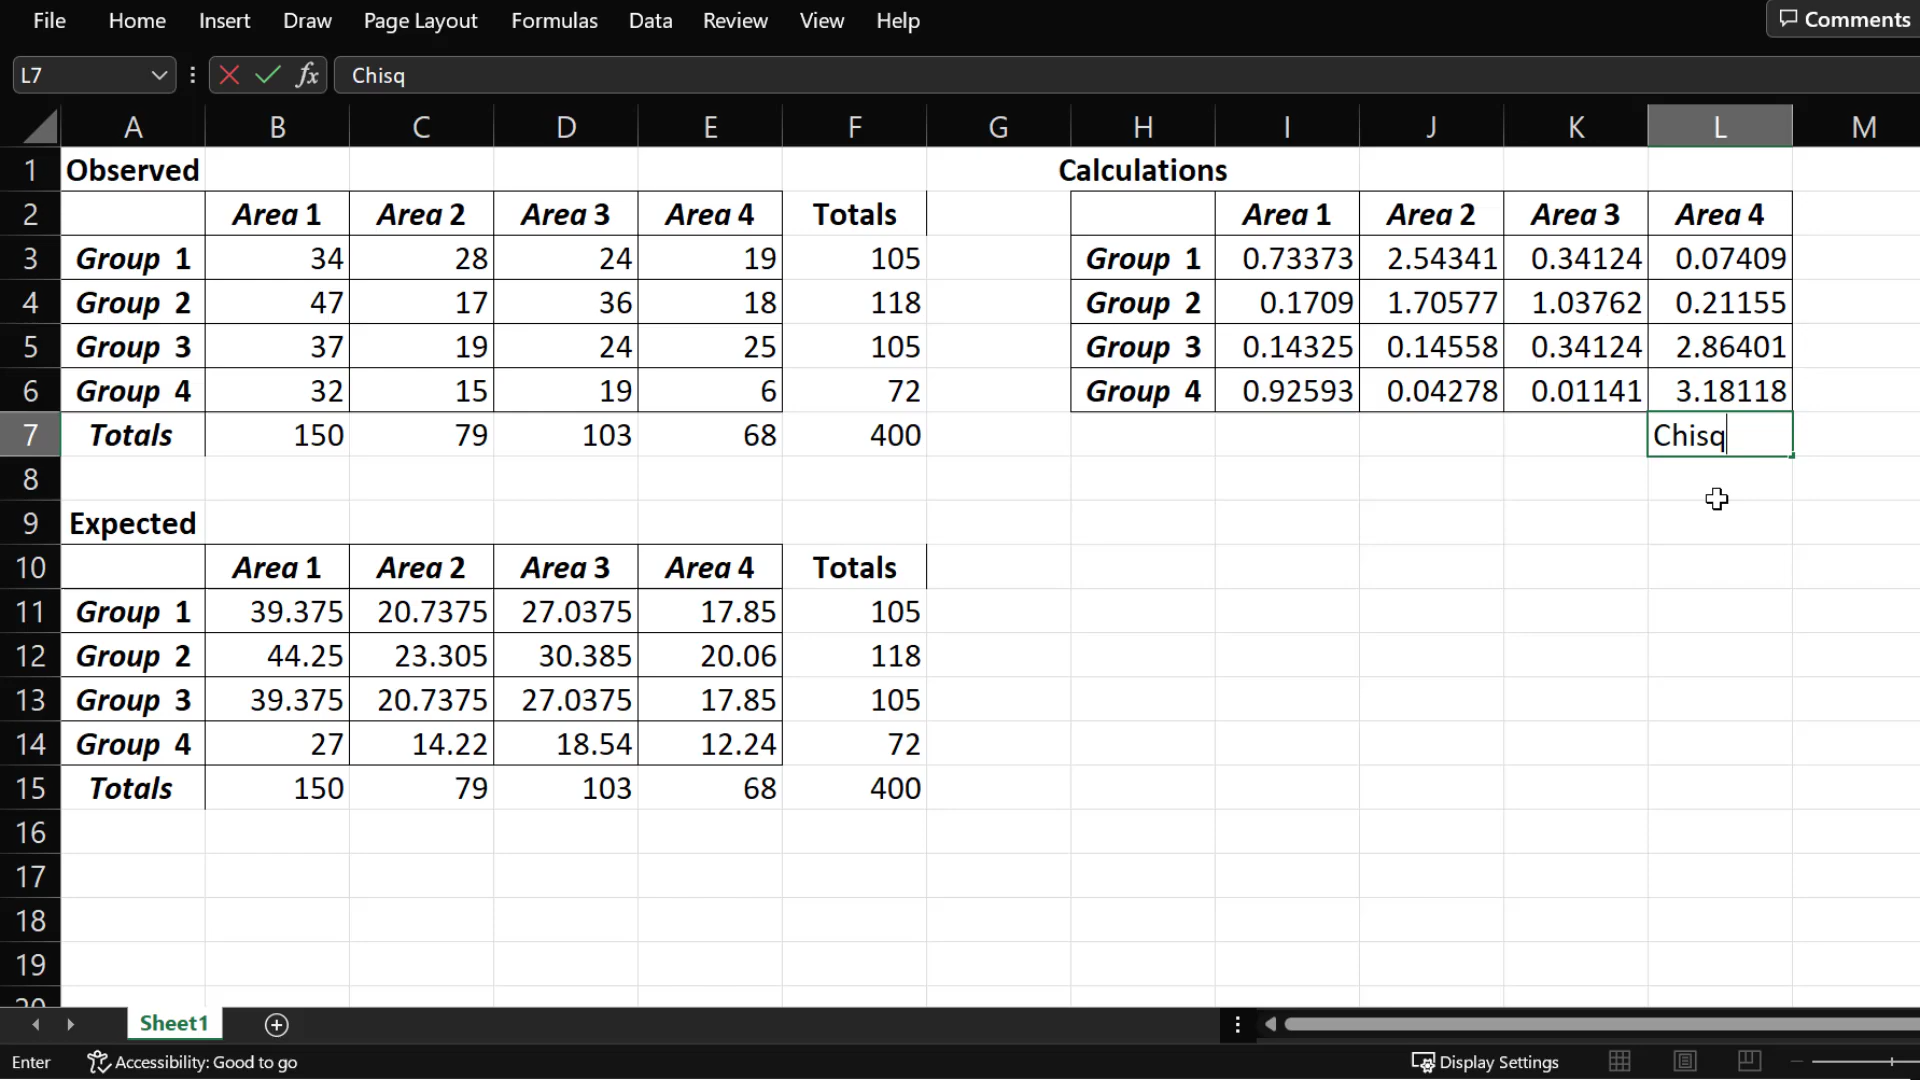 File Home Insert Draw Page Layout Formulas Data Review View Help Comments
L7 fx Chisq
A B C D E F G H I J K L M
1 Observed Calculations
2 Area 1 Area 2 Area 3 Area 4 Totals Area 1 Area 2 Area 3 Area 4
3 Group 1 34 28 24 19 105 Group 1 0.73373 2.54341 0.34124 0.07409
4 Group 2 47 17 36 18 118 Group 2 0.1709 1.70577 1.03762 0.21155
5 Group 3 37 19 24 25 105 Group 3 0.14325 0.14558 0.34124 2.86401
6 Group 4 32 15 19 6 72 Group 4 0.92593 0.04278 0.01141 3.18118
7 Totals 150 79 103 68 400 Chisq
8
9 Expected
10 Area 1 Area 2 Area 3 Area 4 Totals
11 Group 1 39.375 20.7375 27.0375 17.85 105
12 Group 2 44.25 23.305 30.385 20.06 118
13 Group 3 39.375 20.7375 27.0375 17.85 105
14 Group 4 27 14.22 18.54 12.24 72
15 Totals 150 79 103 68 400
16
17
18
19
20
Sheet1
Enter Accessibility: Good to go Display Settings